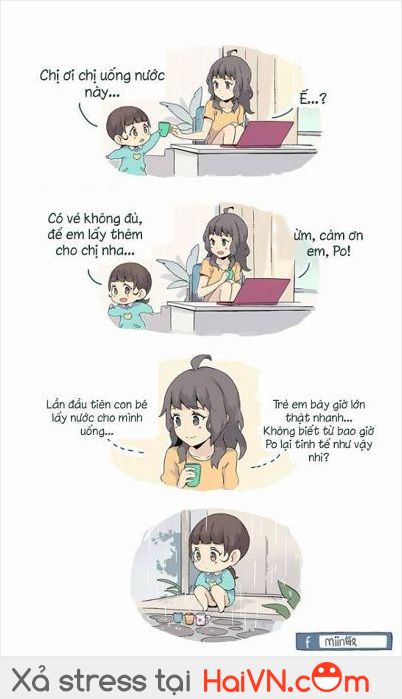 Chị ơi chị uống nước
này...
Ế...?
Có vẻ không đủ,
để em lấy thêm
cho chị nha...
ừm, cảm ơn
em, Po!
Lần đầu tiên con bé
lấy nước cho mình
uống...
Trẻ em bây giờ lớn
thật nhanh...
Không biết từ bao giờ
Po lại tinh tế như vậy
nhỉ?
f
Xả stress tại HaiVN.com